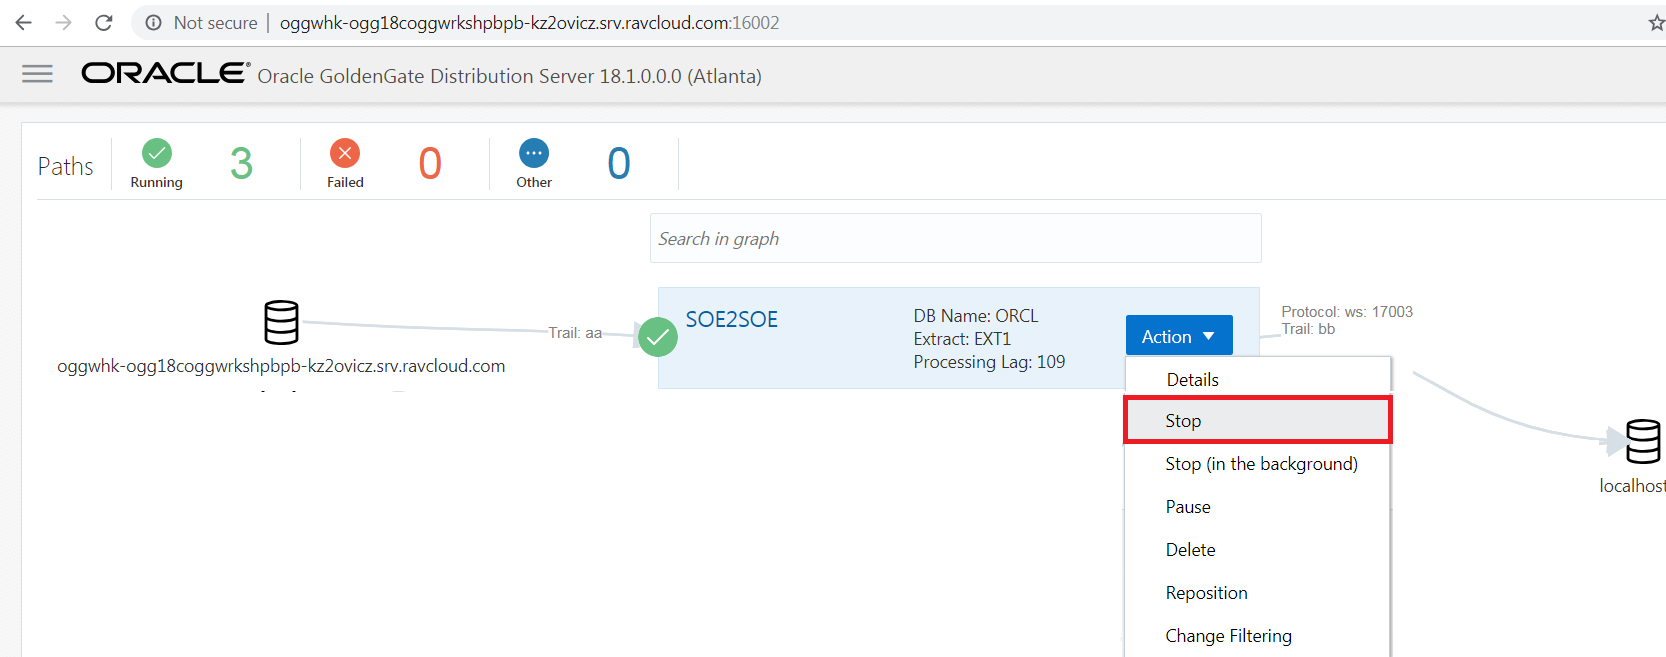 Not secure | oggwhk-ogg18coggwrkshpbpb-kz2ovicz.srv.ravcloud.com:16002
ORACLE® Oracle GoldenGate Distribution Server 18.1.0.0.0 (Atlanta)
Paths
Running
3
Failed
0
Other
0
Search in graph
oggwhk-ogg18coggwrkshpbpb-kz2ovicz.srv.ravcloud.com
Trail: aa
SOE2SOE
DB Name: ORCL
Extract: EXT1
Processing Lag: 109
Action
Protocol: ws: 17003
Trail: bb
Details
Stop
Stop (in the background)
Pause
Delete
Reposition
Change Filtering
localhost